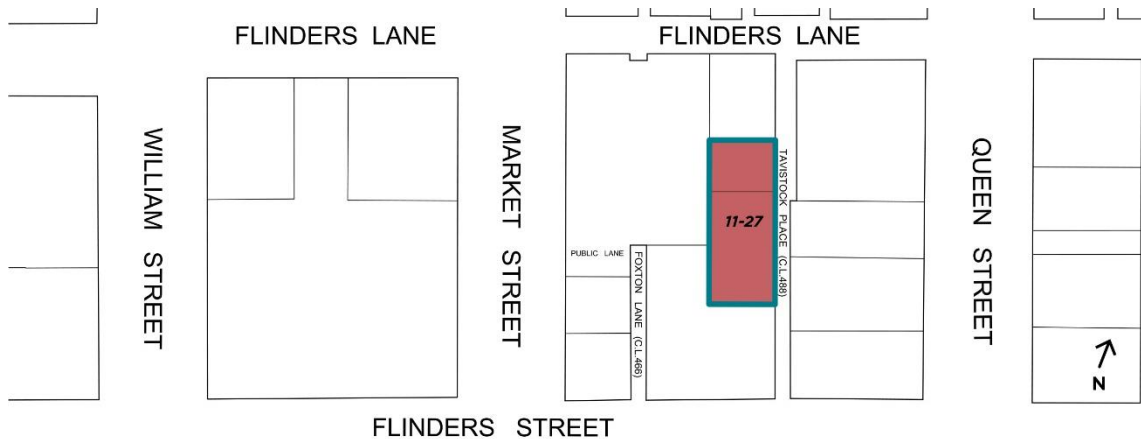 FLINDERS LANE
FLINDERS LANE
WILLIAM STREET
MARKET STREET
TAVISTOCK PLACE (C.L.488)
QUEEN STREET
11-27
PUBLIC LANE
FOXTON LANE (C.L.466)
N
FLINDERS STREET